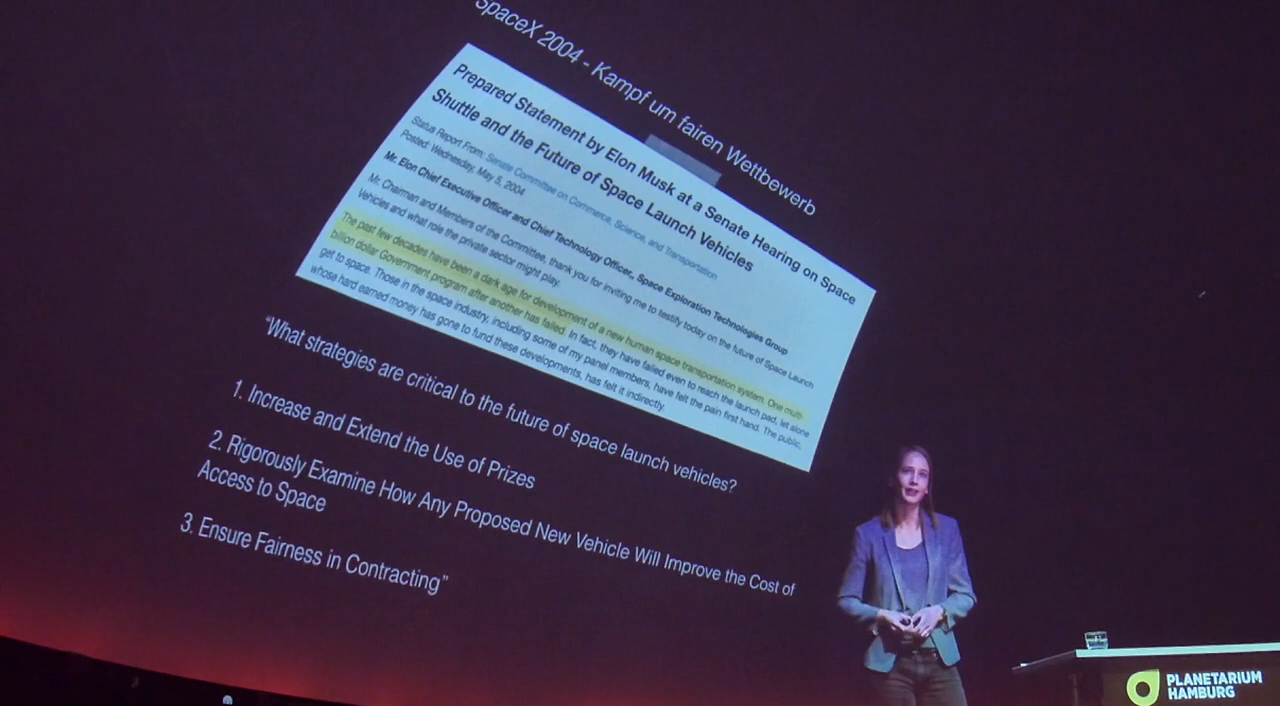 SpaceX 2004 - Kampf um fairen Wettbewerb
Prepared Statement by Elon Musk at a Senate Hearing on Space
Shuttle and the Future of Space Launch Vehicles
Status Report From: Senate Committee on Commerce, Science, and Transportation
Posted: Wednesday, May 5, 2004
Mr. Elon Chief Executive Officer and Chief Technology Officer,, Space Exploration Technologies Group
Mr. Chairman and Members of the Committee, thank you for inviting me to testify today on the future of Space Launch
Vehicles and what role the private sector might play.
The past few decades have been a dark age for development of a new human space transportation system. One multi-
billion dollar Government program after another has failed. In fact, they have failed even to reach the launch pad, let alone
get to space. Those in the space industry, including some of my panel members, have felt the pain first hand. The public,
whose hard earned money has gone to fund these developments, has felt it indirectly.
"What strategies are critical to the future of space launch vehicles?
1. Increase and Extend the Use of Prizes
2. Rigorously Examine How Any Proposed New Vehicle Will Improve the Cost of
Access to Space
3. Ensure Fairness in Contracting"
PLANETARIUM
HAMBURG